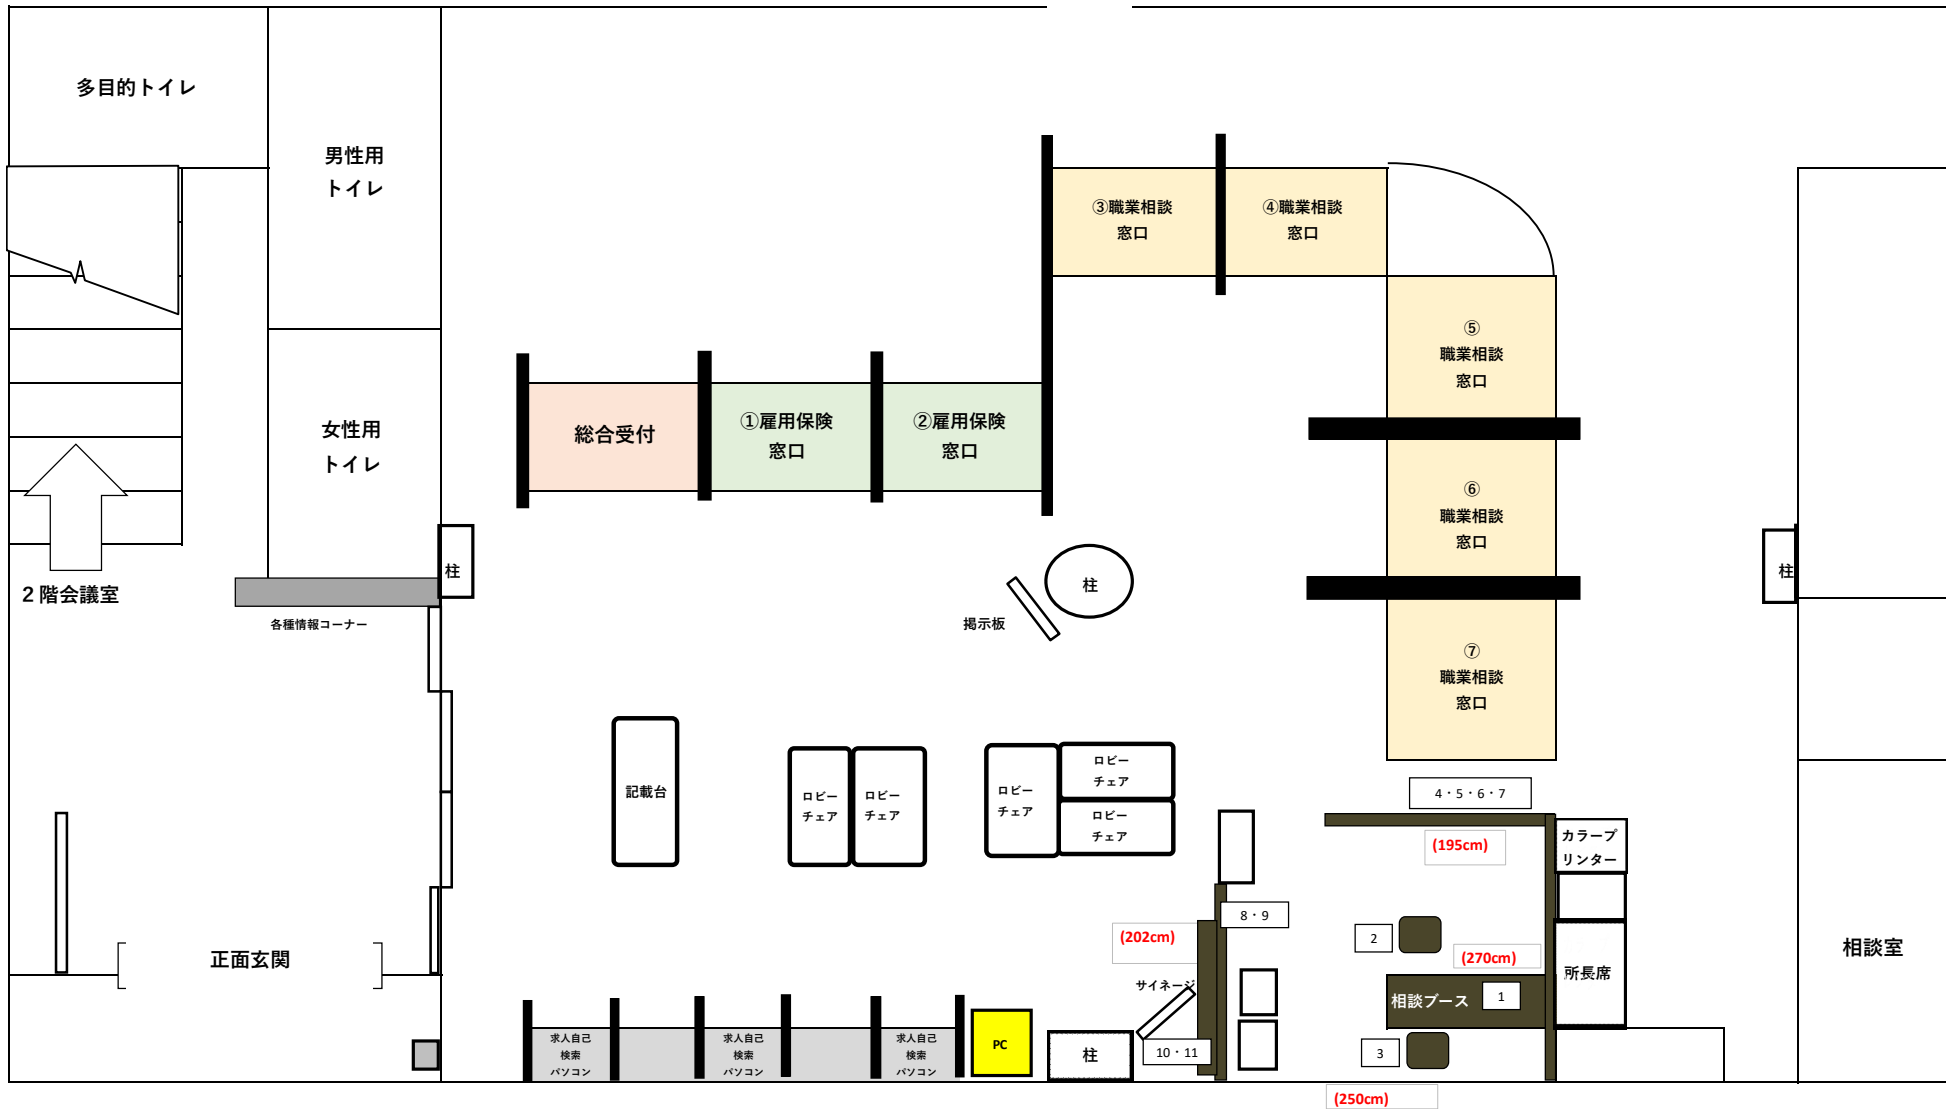 多目的トイレ
男性用
トイレ
③職業相談
窓口
④職業相談
窓口
⑤
職業相談
窓口
総合受付
①雇用保険
窓口
②雇用保険
窓口
女性用
トイレ
⑥
職業相談
窓口
柱
柱
柱
2階会議室
各種情報コーナー
掲示板
⑦
職業相談
窓口
記載台
ロビー
チェア
ロビー
チェア
ロビー
チェア
ロビー
チェア
ロビー
チェア
4・5・6・7
(195cm)
カラープ
リンター
8・9
(202cm)
2
(270cm)
正面玄関
相談室
所長席
サイネージ
相談ブース
1
求人自己
検索
パソコン
求人自己
検索
パソコン
求人自己
検索
パソコン
PC
柱
10・11
3
(250cm)